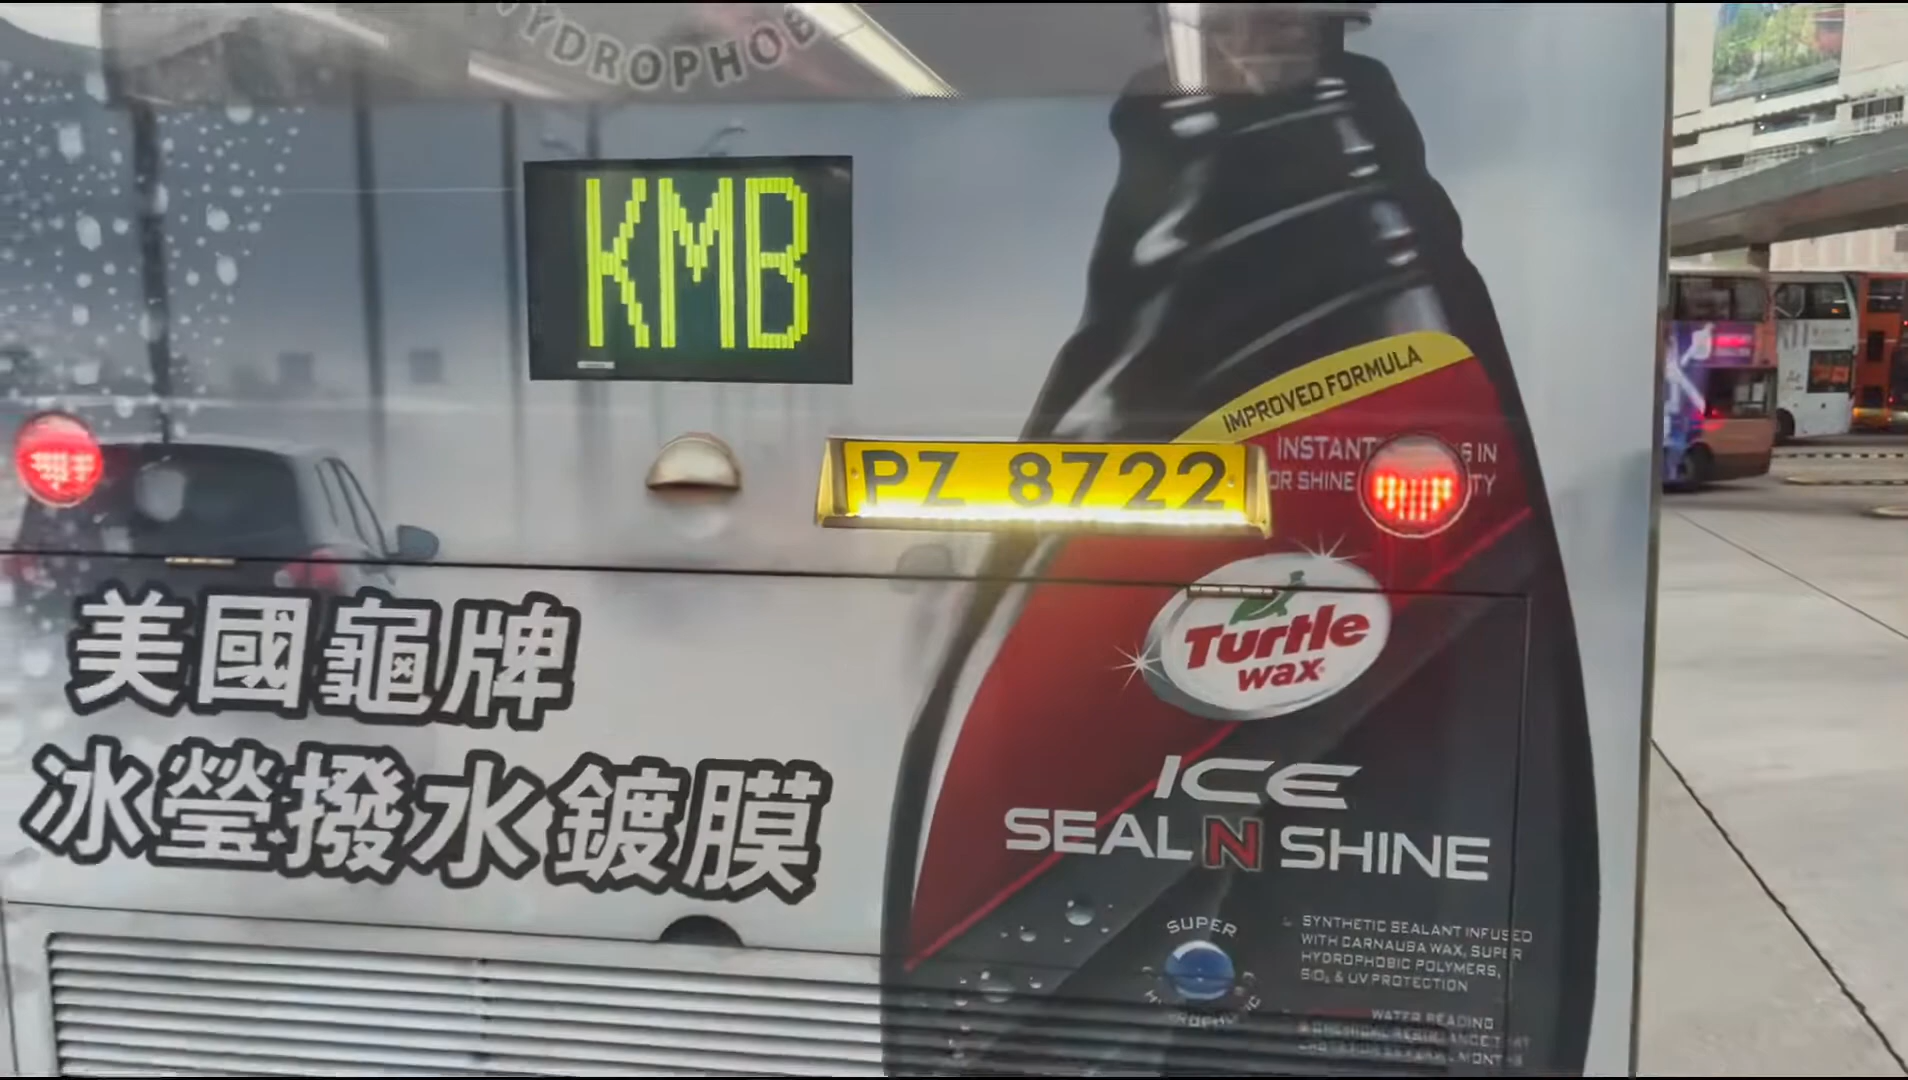 HYDROPHOB
KMB
IMPROVED FORMULA
INSTANT IN
OR SHINE
PZ 8722
Turtle
wax
美國龜牌
冰瑩撥水鍍膜
ICE
SEAL N SHINE
SUPER
SYNTHETIC SEALANT INFUSED
WITH CARNAUBA WAX, SUPER
HYDROPHOBIC POLYMERS,
SiO₂ & UV PROTECTION
WATER BEADING
MONTHS